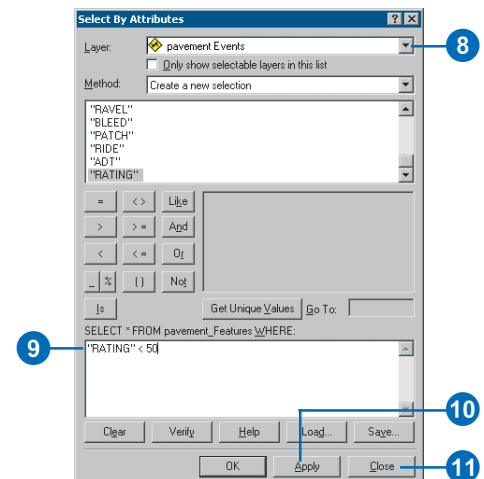 Select By Attributes
Layer: pavement Events 8
Only show selectable layers in this list
Method: Create a new selection
"RAVEL"
"BLEED"
"PATCH"
"RIDE"
"ADT"
"RATING"
= <> Like
> >= And
< <= Or
_ % () Not
Is Get Unique Values Go To:
SELECT * FROM pavement_Features WHERE:
9 "RATING" < 50
10
Clear Verify Help Load... Save...
OK Apply Close 11